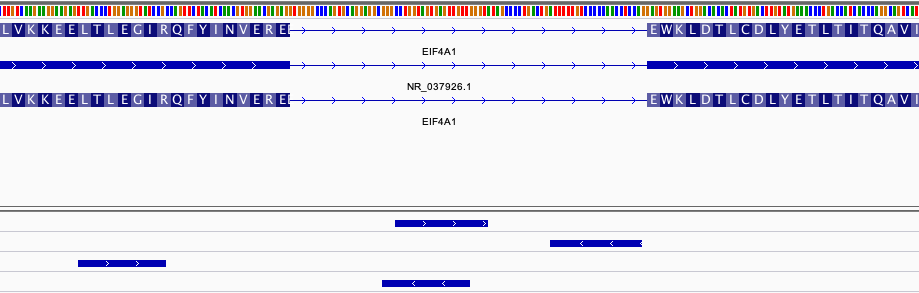 LVKKEELTLEGIRQFYINVERE EWKLDTLCDLYETLTITQAVI
EIF4A1
NR_037926.1
LVKKEELTLEGIRQFYINVERE EWKLDTLCDLYETLTITQAVI
EIF4A1